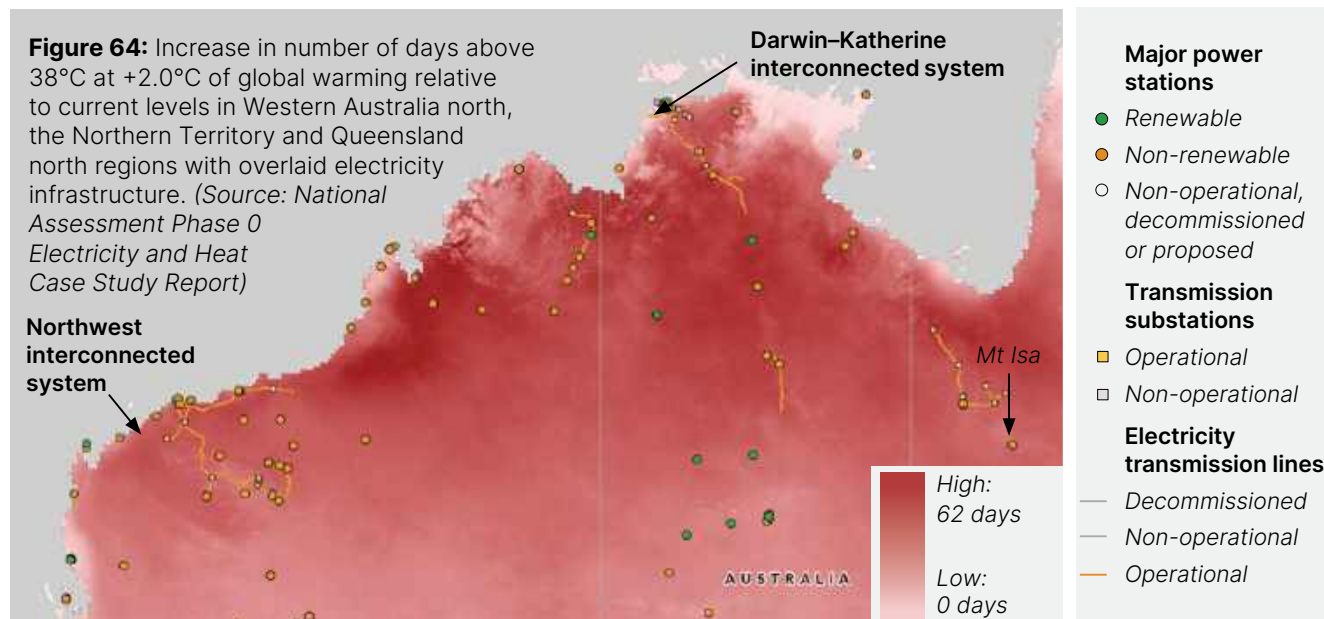 Figure 64: Increase in number of days above
38°C at +2.0°C of global warming relative
to current levels in Western Australia north,
the Northern Territory and Queensland
north regions with overlaid electricity
infrastructure. (Source: National
Assessment Phase 0
Electricity and Heat
Case Study Report)
Darwin–Katherine
interconnected system
Northwest
interconnected
system
Mt Isa
AUSTRALIA
High:
62 days
Low:
0 days
Major power
stations
Renewable
Non-renewable
Non-operational,
decommissioned
or proposed
Transmission
substations
Operational
Non-operational
Electricity
transmission lines
Decommissioned
Non-operational
Operational